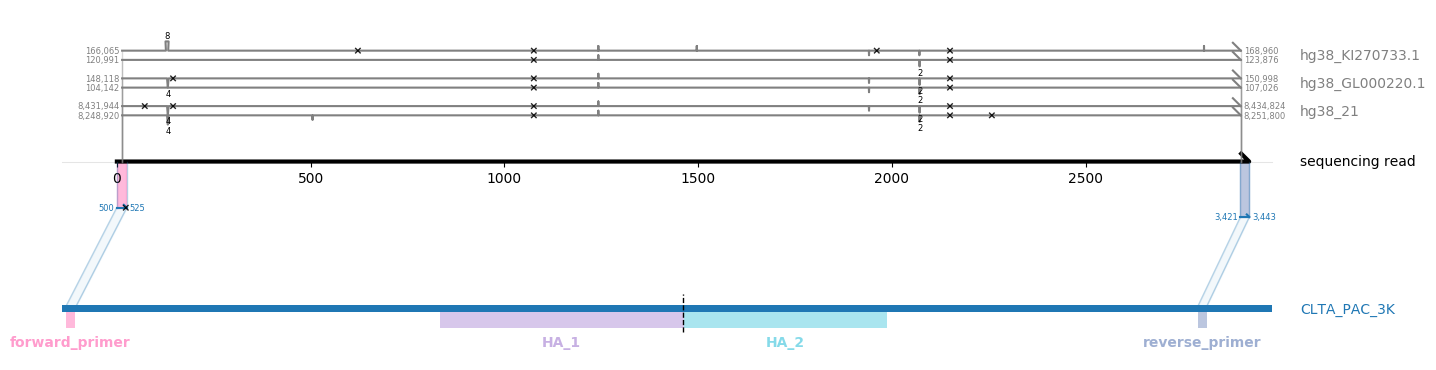 8
166,065 168,960 hg38_KI270733.1
120,991 123,876
2
148,118 150,998 hg38_GL000220.1
104,142 107,026
4 2
2
8,431,944 8,434,824 hg38_21
8,248,920 8,251,800
4 2
4 2
sequencing read
0 500 1000 1500 2000 2500
500 525
3,421 3,443
CLTA_PAC_3K
forward_primer HA_1 HA_2 reverse_primer